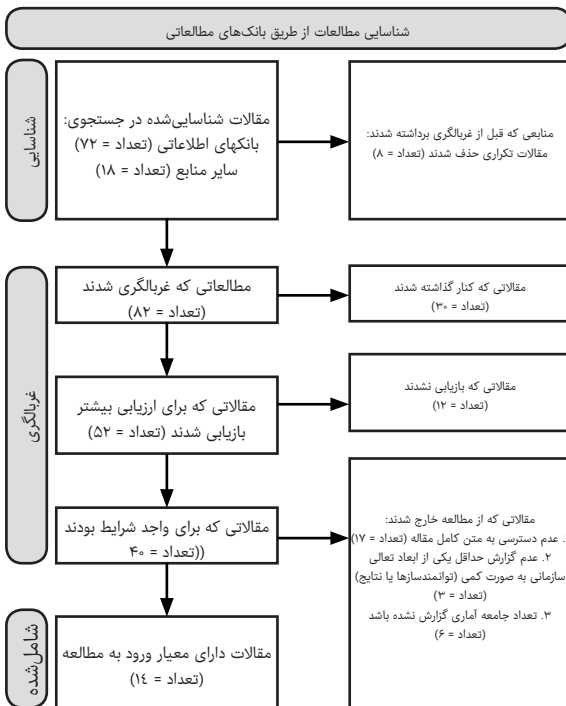 شناسایی مطالعات از طریق بانک‌های مطالعاتی
شناسایی
مقالات شناسایی‌شده در جستجوی:
بانکهای اطلاعاتی (تعداد = ۷۲)
سایر منابع (تعداد = ۱۸)
منابعی که قبل از غربالگری برداشته شدند:
مقالات تکراری حذف شدند (تعداد = ۸)
غربالگری
مطالعاتی که غربالگری شدند
(تعداد = ۸۲)
مقالاتی که کنار گذاشته شدند
(تعداد = ۳۰)
مقالاتی که برای ارزیابی بیشتر
بازیابی شدند (تعداد = ۵۲)
مقالاتی که بازیابی نشدند
(تعداد = ۱۲)
مقالاتی که برای واجد شرایط بودند
((تعداد = ۴۰
مقالاتی که از مطالعه خارج شدند:
. عدم دسترسی به متن کامل مقاله (تعداد = ۱۷)
۲. عدم گزارش حداقل یکی از ابعاد تعالی
سازمانی به صورت کمی (توانمندسازها یا نتایج)
(تعداد = ۳)
۳. تعداد جامعه آماری گزارش نشده باشد
(تعداد = ۶)
شامل‌شده
مقالات دارای معیار ورود به مطالعه
(تعداد = ١٤)